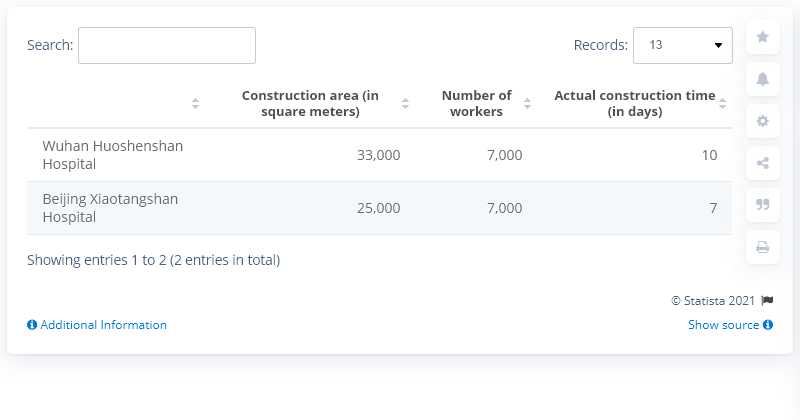 Search:
Records: 13
Construction area (in square meters)
Number of workers
Actual construction time (in days)
Wuhan Huoshenshan Hospital
33,000
7,000
10
Beijing Xiaotangshan Hospital
25,000
7,000
7
Showing entries 1 to 2 (2 entries in total)
© Statista 2021
Additional Information
Show source